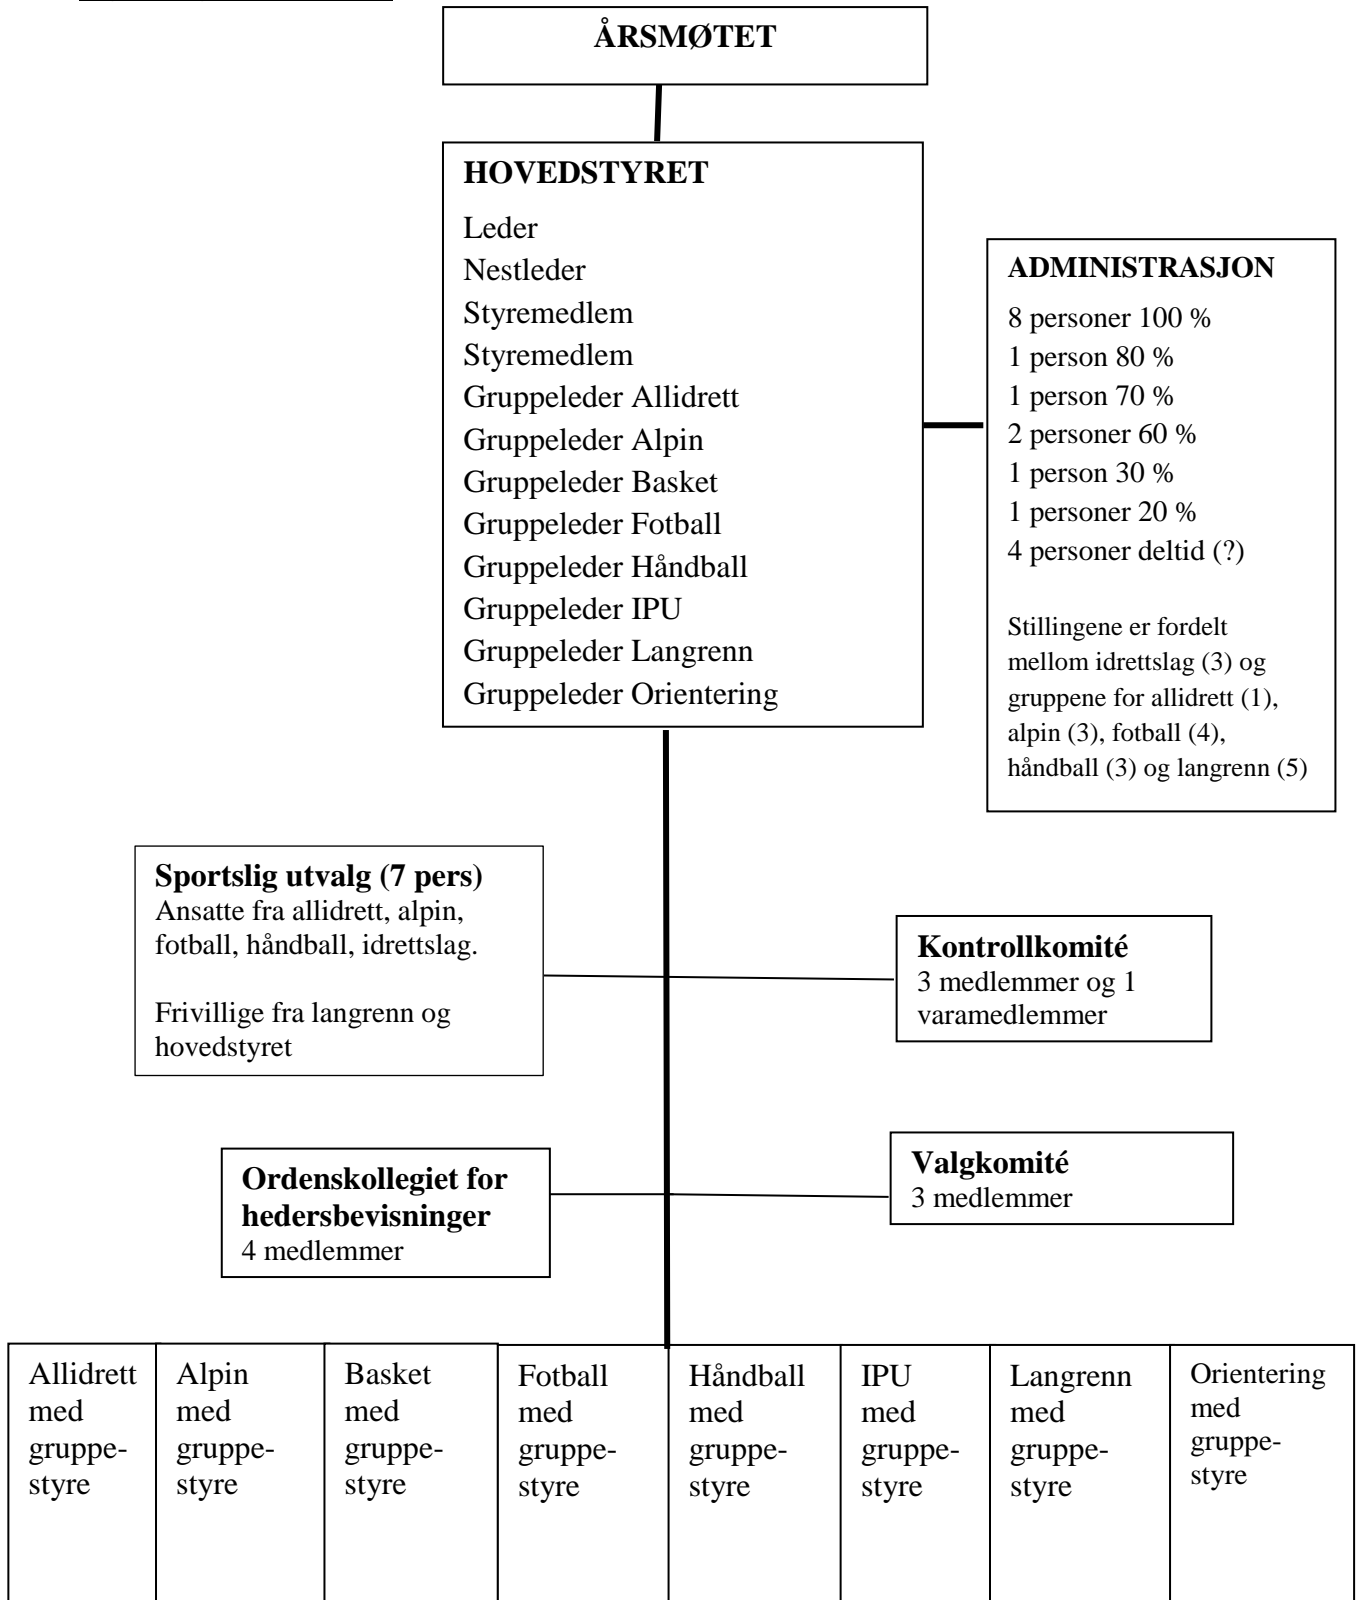 ÅRSMØTET
HOVEDSTYRET
Leder
Nestleder
Styremedlem
Styremedlem
Gruppeleder Allidrett
Gruppeleder Alpin
Gruppeleder Basket
Gruppeleder Fotball
Gruppeleder Håndball
Gruppeleder IPU
Gruppeleder Langrenn
Gruppeleder Orientering
ADMINISTRASJON
8 personer 100 %
1 person 80 %
1 person 70 %
2 personer 60 %
1 person 30 %
1 personer 20 %
4 personer deltid (?)
Stillingene er fordelt
mellom idrettslag (3) og
gruppene for allidrett (1),
alpin (3), fotball (4),
håndball (3) og langrenn (5)
Sportslig utvalg (7 pers)
Ansatte fra allidrett, alpin,
fotball, håndball, idrettslag.
Frivillige fra langrenn og
hovedstyret
Kontrollkomité
3 medlemmer og 1
varamedlemmer
Ordenskollegiet for
hedersbevisninger
4 medlemmer
Valgkomité
3 medlemmer
Allidrett
med
gruppe-
styre
Alpin
med
gruppe-
styre
Basket
med
gruppe-
styre
Fotball
med
gruppe-
styre
Håndball
med
gruppe-
styre
IPU
med
gruppe-
styre
Langrenn
med
gruppe-
styre
Orientering
med
gruppe-
styre